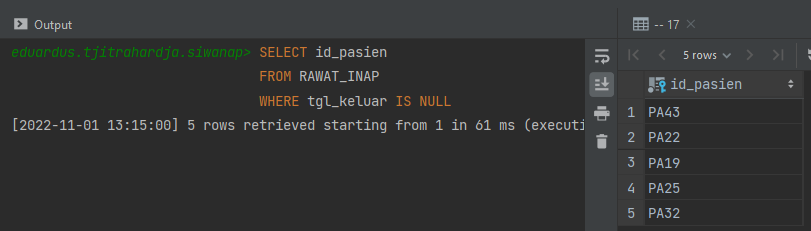 Output
eduardus.tjitrahardja.siwanap> SELECT id_pasien
FROM RAWAT_INAP
WHERE tgl_keluar IS NULL
[2022-11-01 13:15:00] 5 rows retrieved starting from 1 in 61 ms (executi
-- 17
5 rows
id_pasien
1 PA43
2 PA22
3 PA19
4 PA25
5 PA32